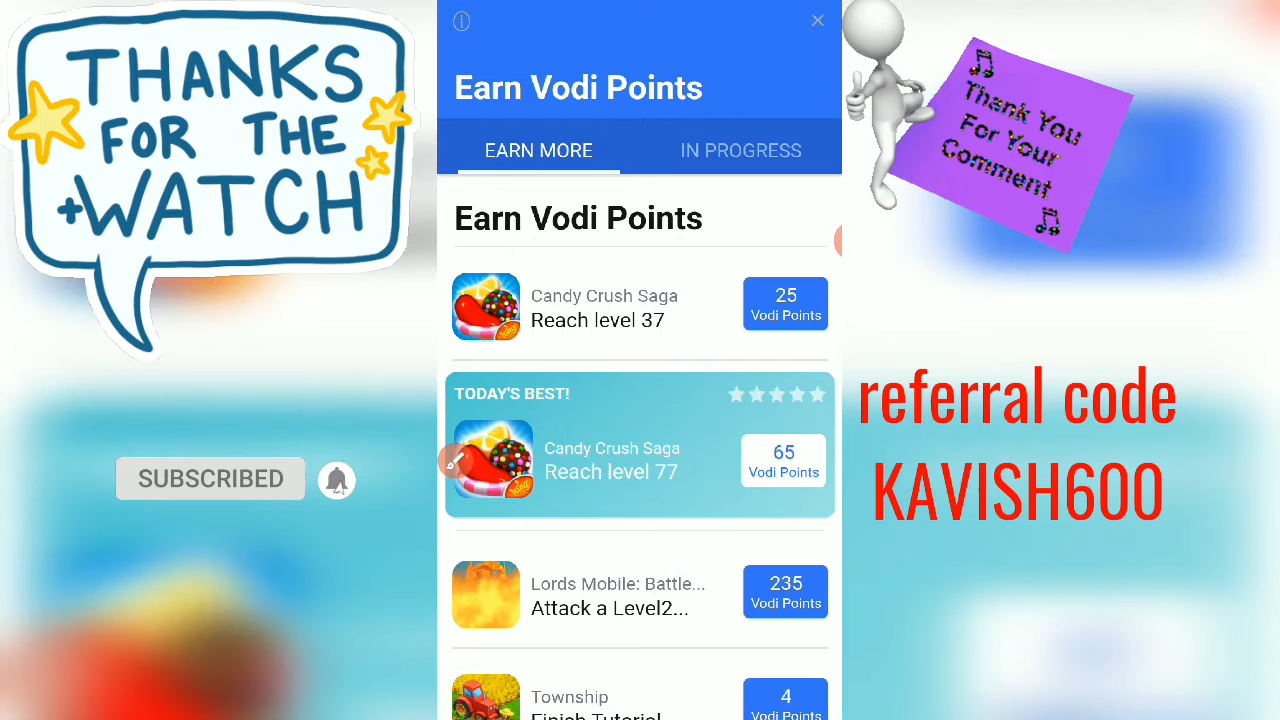 THANKS
FOR THE
WATCH
SUBSCRIBED
Earn Vodi Points
EARN MORE
IN PROGRESS
Earn Vodi Points
Candy Crush Saga
Reach level 37
25
Vodi Points
TODAY'S BEST!
Candy Crush Saga
Reach level 77
65
Vodi Points
Lords Mobile: Battle...
Attack a Level2...
235
Vodi Points
Township
Finish Tutorial
4
Vodi Points
Thank You
For Your
Comment
referral code
KAVISH600